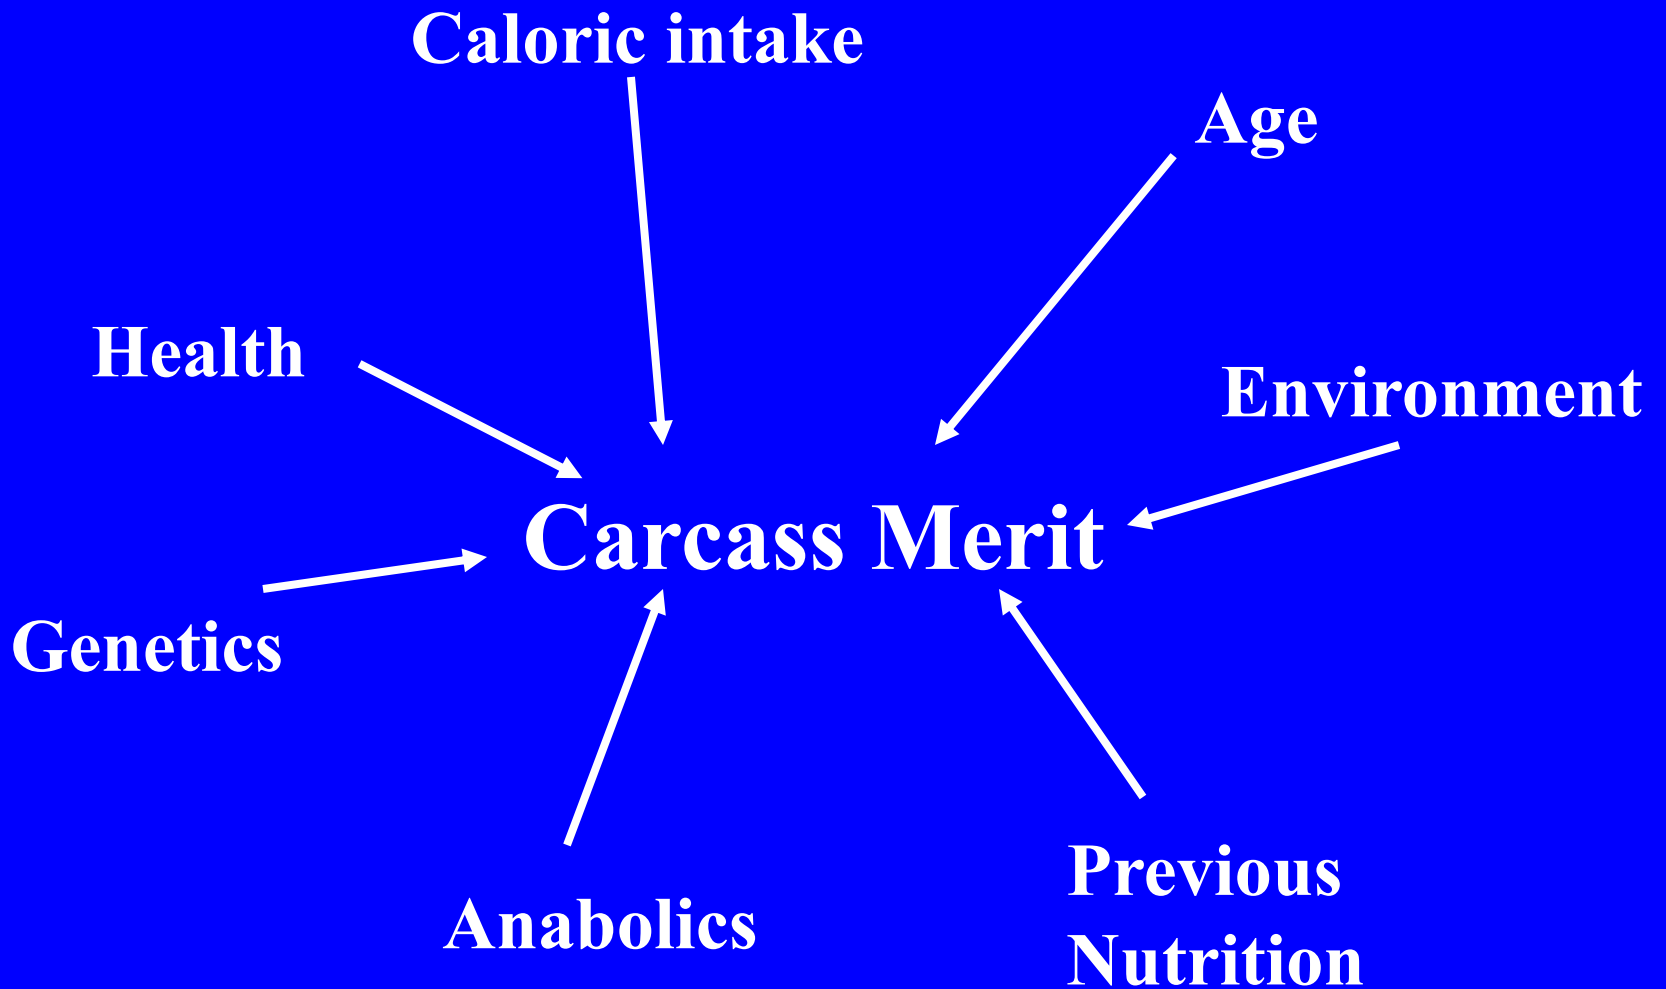 Caloric intake
Age
Health
Environment
Carcass Merit
Genetics
Anabolics
Previous
Nutrition